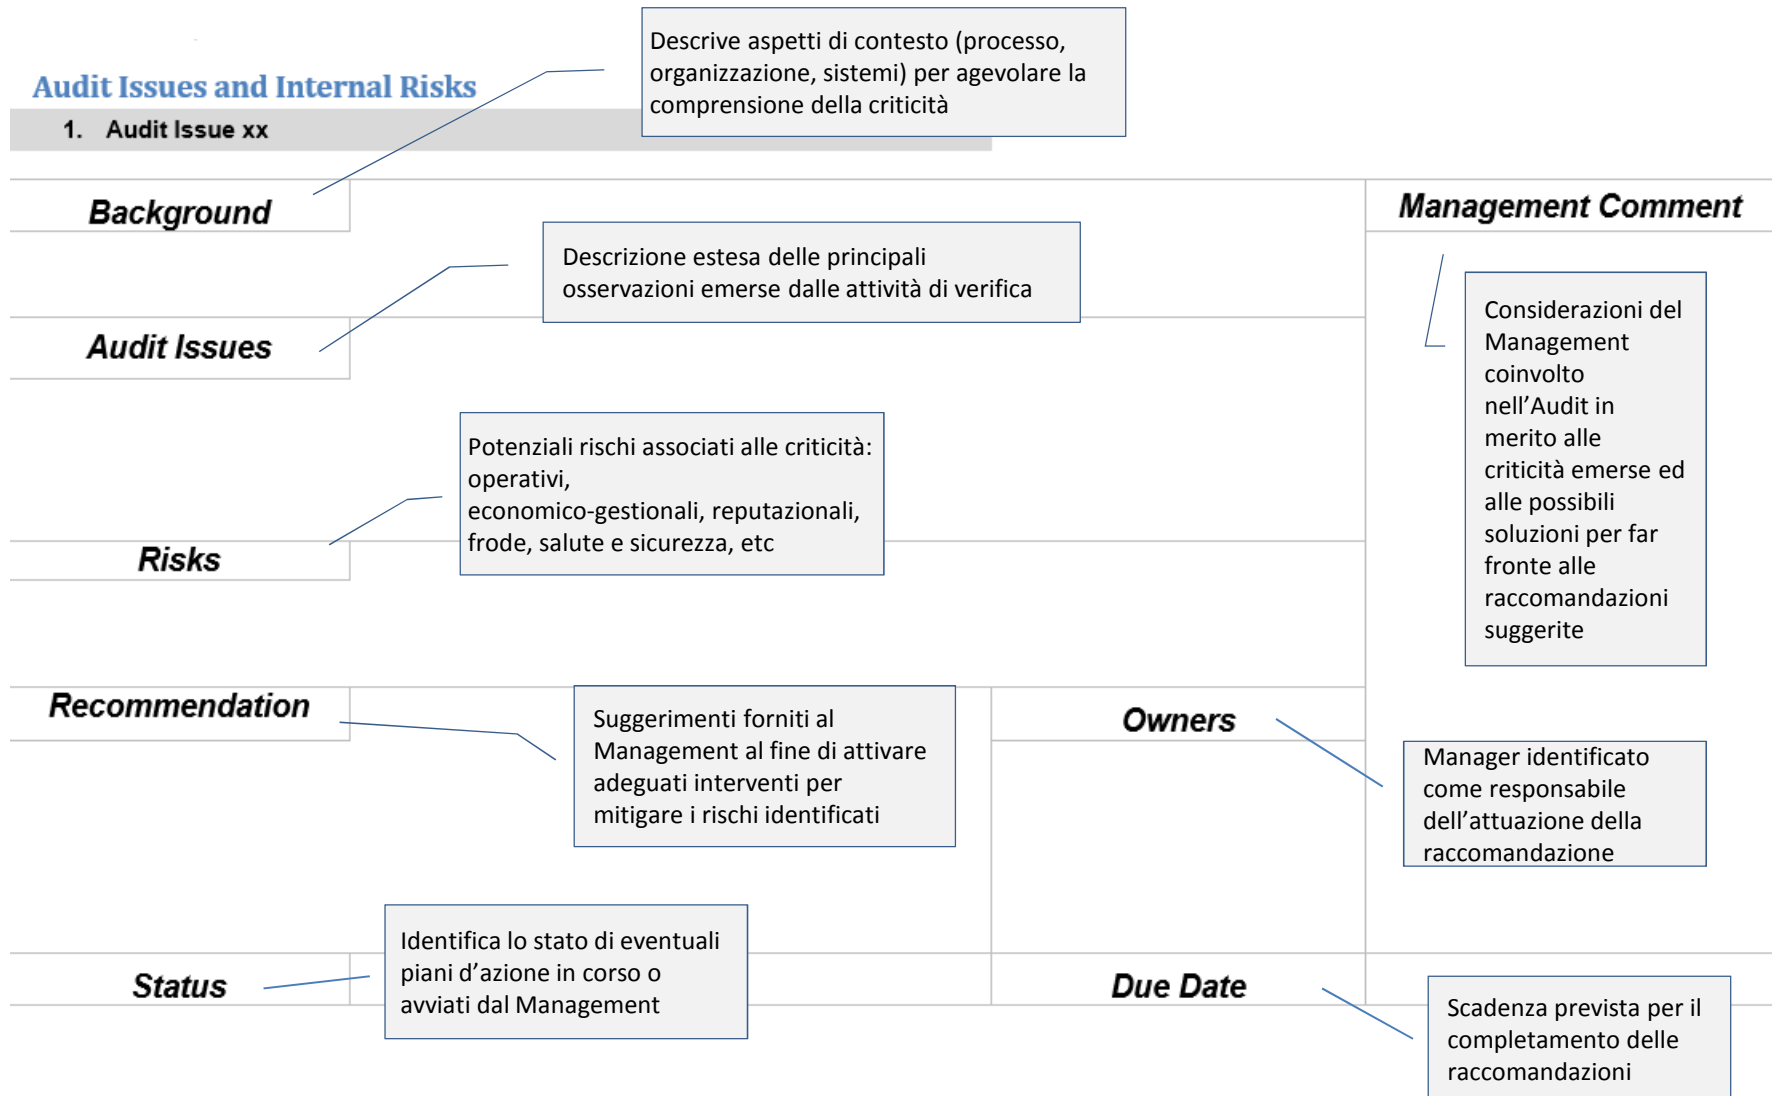 Audit Issues and Internal Risks
1. Audit Issue xx
Descrive aspetti di contesto (processo,
organizzazione, sistemi) per agevolare la
comprensione della criticità
Background
Management Comment
Descrizione estesa delle principali
osservazioni emerse dalle attività di verifica
Audit Issues
Considerazioni del
Management
coinvolto
nell’Audit in
merito alle
criticità emerse ed
alle possibili
soluzioni per far
fronte alle
raccomandazioni
suggerite
Potenziali rischi associati alle criticità:
operativi,
economico-gestionali, reputazionali,
frode, salute e sicurezza, etc
Risks
Recommendation
Suggerimenti forniti al
Management al fine di attivare
adeguati interventi per
mitigare i rischi identificati
Owners
Manager identificato
come responsabile
dell’attuazione della
raccomandazione
Identifica lo stato di eventuali
piani d’azione in corso o
avviati dal Management
Status
Due Date
Scadenza prevista per il
completamento delle
raccomandazioni